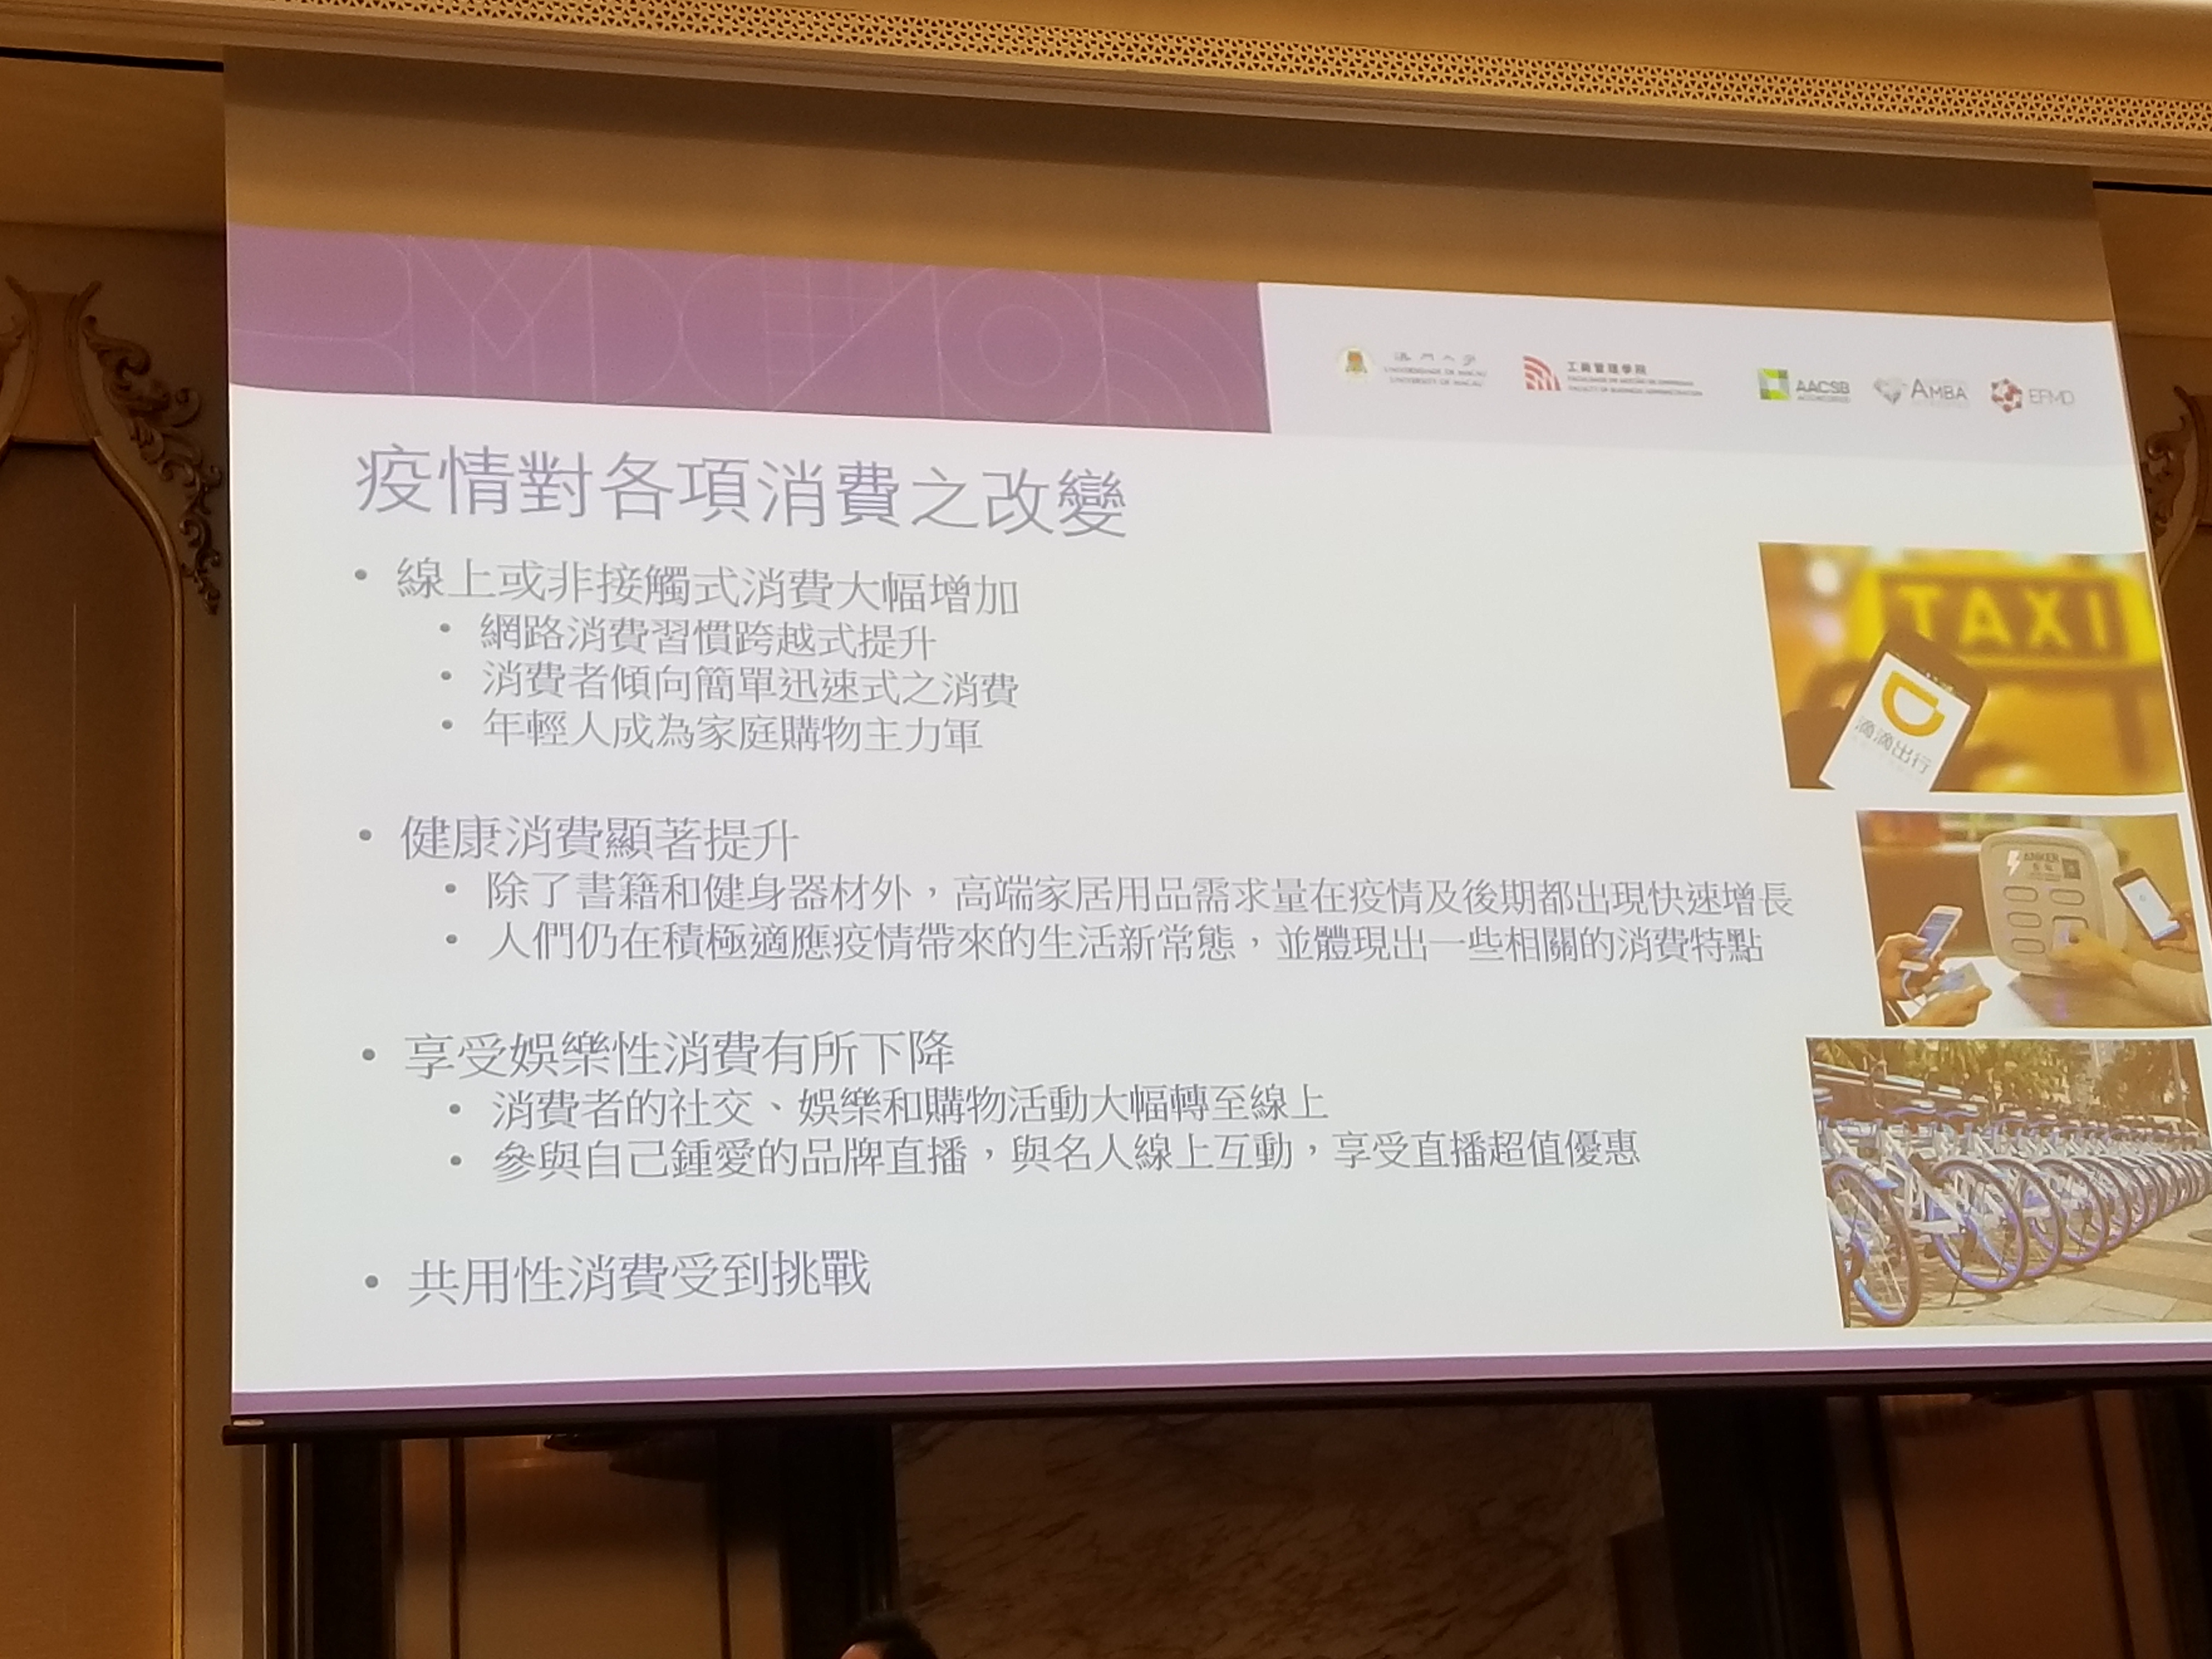 澳門大學
UNIVERSIDADE DE MACAU
UNIVERSITY OF MACAU
工商管理學院
FACULDADE DE GESTÃO DE EMPRESAS
FACULTY OF BUSINESS ADMINISTRATION
AACSB
ACCREDITED
AMBA
EFMD
疫情對各項消費之改變
• 線上或非接觸式消費大幅增加
• 網路消費習慣跨越式提升
• 消費者傾向簡單迅速式之消費
• 年輕人成為家庭購物主力軍
• 健康消費顯著提升
• 除了書籍和健身器材外，高端家居用品需求量在疫情及後期都出現快速增長
• 人們仍在積極適應疫情帶來的生活新常態，並體現出一些相關的消費特點
• 享受娛樂性消費有所下降
• 消費者的社交、娛樂和購物活動大幅轉至線上
• 參與自己鍾愛的品牌直播，與名人線上互動，享受直播超值優惠
• 共用性消費受到挑戰
TAXI
滴滴出行
ANKER